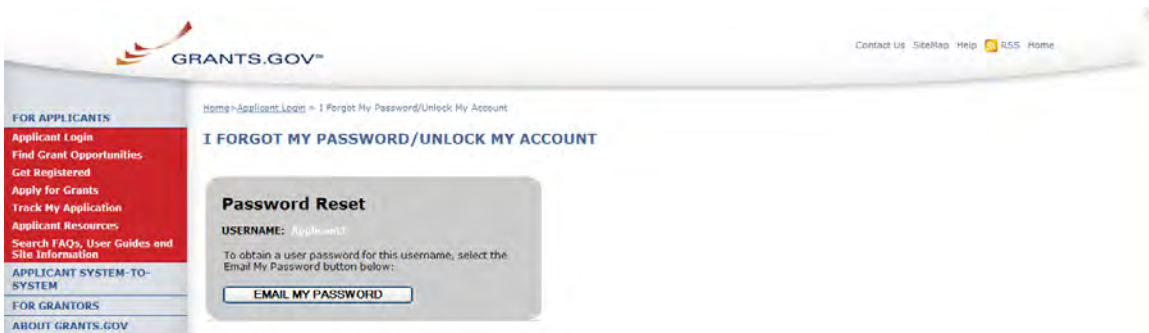 GRANTS.GOV℠
Contact Us SiteMap Help RSS Home
Home>Applicant Login > I Forgot My Password/Unlock My Account
I FORGOT MY PASSWORD/UNLOCK MY ACCOUNT
FOR APPLICANTS
Applicant Login
Find Grant Opportunities
Get Registered
Apply for Grants
Track My Application
Applicant Resources
Search FAQs, User Guides and
Site Information
APPLICANT SYSTEM-TO-
SYSTEM
FOR GRANTORS
ABOUT GRANTS.GOV
Password Reset
USERNAME:
To obtain a user password for this username, select the
Email My Password button below:
EMAIL MY PASSWORD